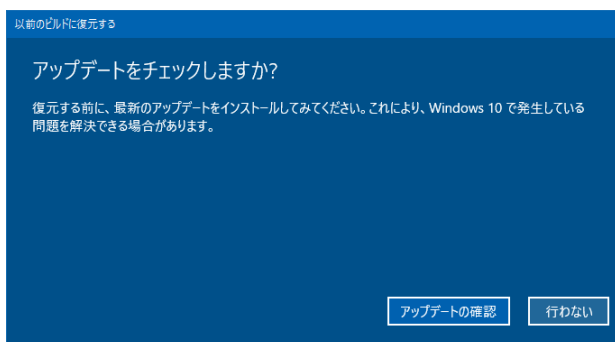 以前のビルドに復元する
アップデートをチェックしますか?
復元する前に、最新のアップデートをインストールしてみてください。これにより、Windows 10 で発生している
問題を解決できる場合があります。
アップデートの確認
行わない